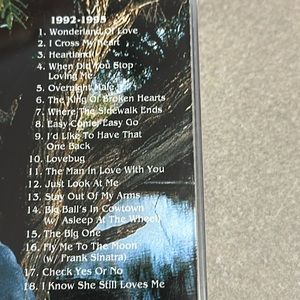 1992-1995
1. Wonderland Of Love
2. I Cross My Heart
3. Heartland
4. When Did You Stop
Loving Me
5. Overnight Male
6. The King Of Broken Hearts
7. Where The Sidewalk Ends
8. Easy Come, Easy Go
9. I'd Like To Have That
One Back
10. Lovebug
11. The Man In Love With You
12. Just Look At Me
13. Stay Out Of My Arms
14. Big Ball's In Cowtown
(w/ Asleep At The Wheel)
15. The Big One
16. Fly Me To The Moon
(w/ Frank Sinatra)
17. Check Yes Or No
18. I Know She Still Loves Me